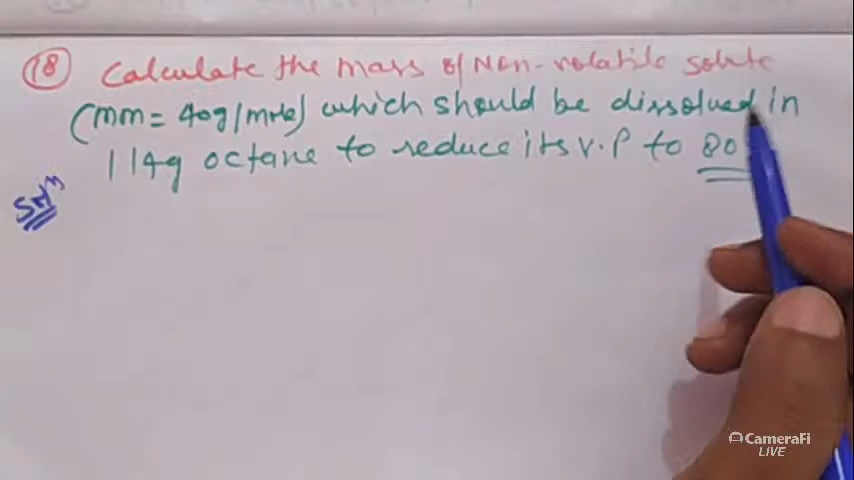 18 Calculate the mass of Non-volatile solute
(mm = 40g/mole) which should be dissolved in
114g octane to reduce its V.P to 80
Solⁿ
CameraFi
LIVE